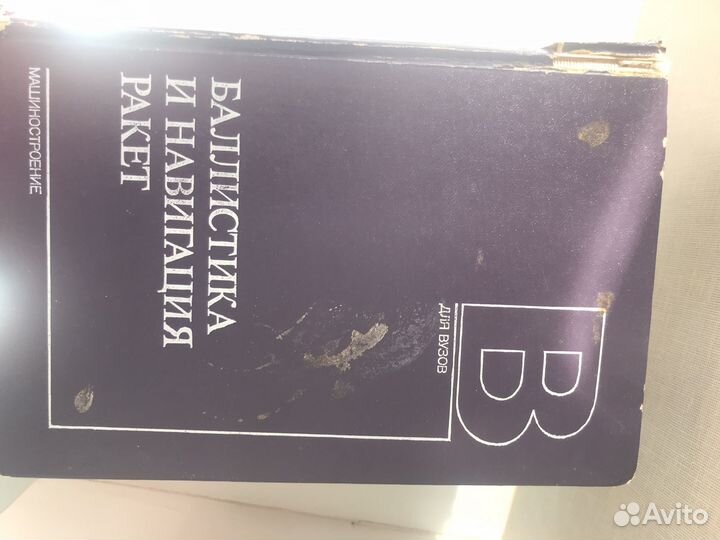 В
ДЛЯ ВУЗОВ
БАЛЛИСТИКА
И НАВИГАЦИЯ
РАКЕТ
МАШИНОСТРОЕНИЕ
Avito